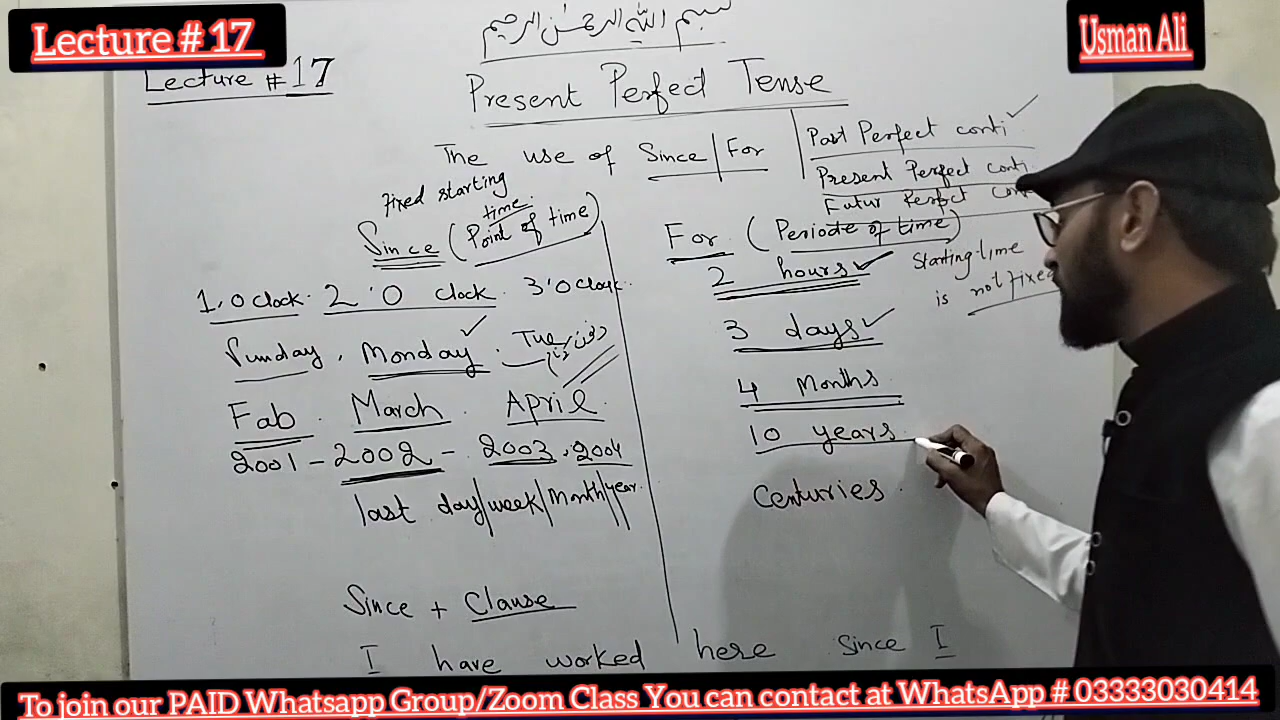 Lecture # 17
Usman Ali
بسم اللہ الرحمٰن الرحیم
Lecture # 17
Present Perfect Tense
The use of Since/For
Past Perfect conti
Present Perfect conti.
Futur Perfect
fixed starting
time.
Since (Point of time)
For (Periode of time)
Starting time
is not fixed
1,O clock. 2'O clock. 3'O clock.
2 hours
Sunday, Monday. Tue
3 days
Fab. March. April.
4 Months
2001 – 2002 – 2003, 2004
10 years.
last day/week/Month/year.
Centuries.
Since + Clause
I have worked here since I
To join our PAID Whatsapp Group/Zoom Class You can contact at WhatsApp # 03333030414